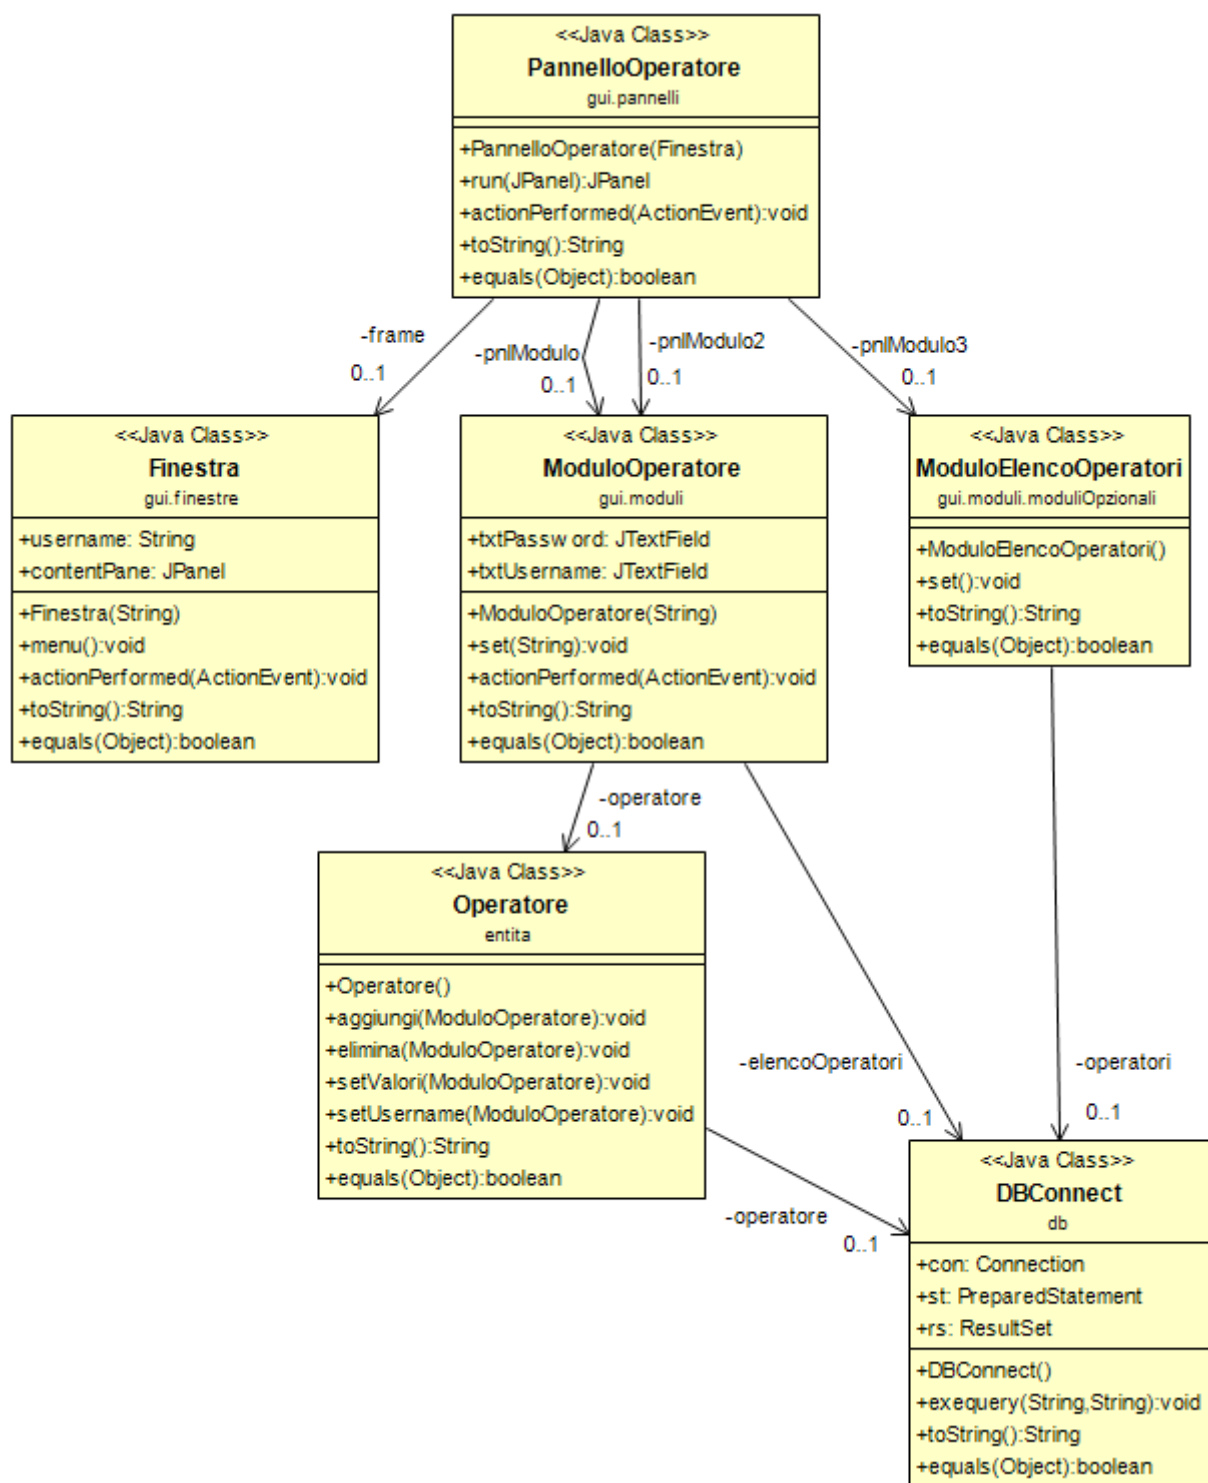 <<Java Class>>
PannelloOperatore
gui.pannelli
+PannelloOperatore(Finestra)
+run(JPanel):JPanel
+actionPerformed(ActionEvent):void
+toString():String
+equals(Object):boolean
-frame
0..1
-pnlModulo
0..1
-pnlModulo2
0..1
-pnlModulo3
0..1
<<Java Class>>
Finestra
gui.finestre
+username: String
+contentPane: JPanel
+Finestra(String)
+menu():void
+actionPerformed(ActionEvent):void
+toString():String
+equals(Object):boolean
<<Java Class>>
ModuloOperatore
gui.moduli
+txtPassword: JTextField
+txtUsername: JTextField
+ModuloOperatore(String)
+set(String):void
+actionPerformed(ActionEvent):void
+toString():String
+equals(Object):boolean
<<Java Class>>
ModuloElencoOperatori
gui.moduli.moduliOpzionali
+ModuloElencoOperatori()
+set():void
+toString():String
+equals(Object):boolean
-operatore
0..1
<<Java Class>>
Operatore
entita
+Operatore()
+aggiungi(ModuloOperatore):void
+elimina(ModuloOperatore):void
+setValori(ModuloOperatore):void
+setUsername(ModuloOperatore):void
+toString():String
+equals(Object):boolean
-elencoOperatori
0..1
-operatori
0..1
-operatore
0..1
<<Java Class>>
DBConnect
db
+con: Connection
+st: PreparedStatement
+rs: ResultSet
+DBConnect()
+exequery(String,String):void
+toString():String
+equals(Object):boolean